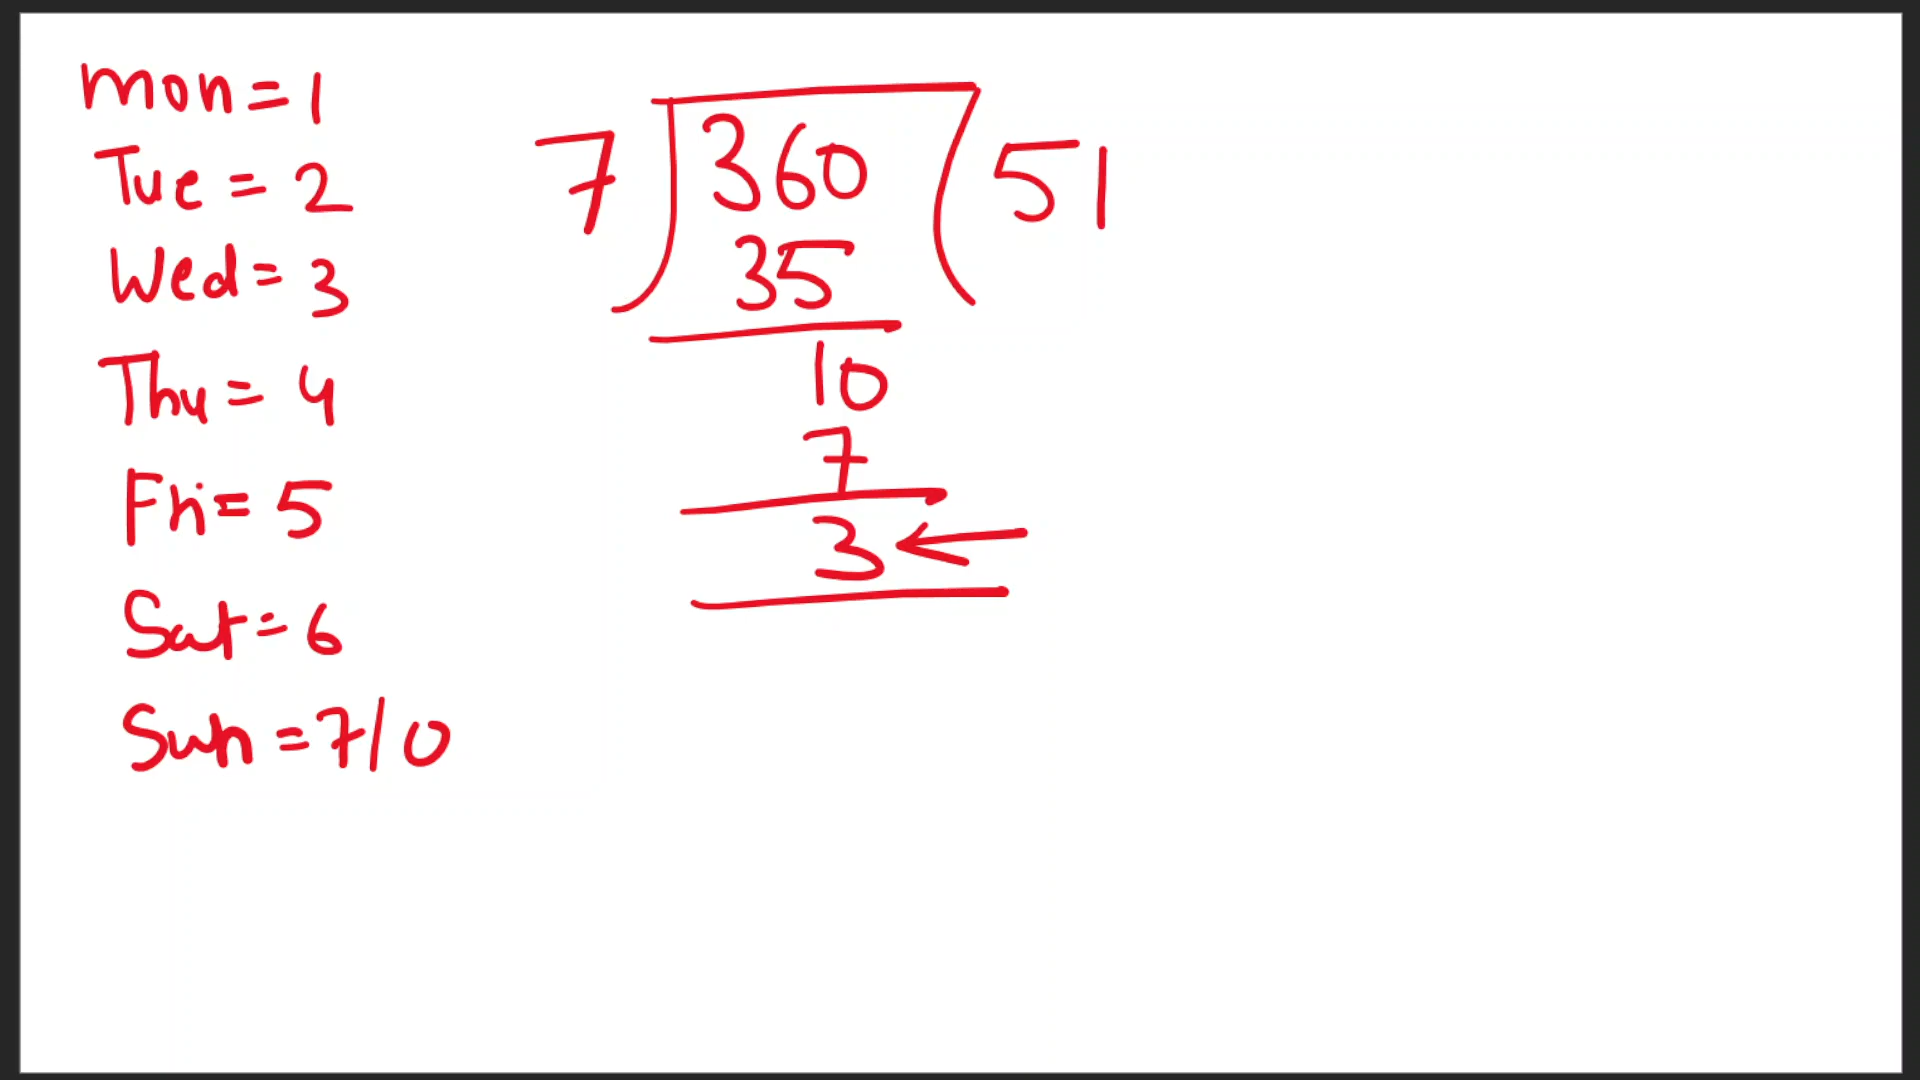 mon = 1
Tue = 2
Wed = 3
Thu = 4
Fri = 5
Sat = 6
Sun = 7/0
7) 360 (51
35
10
7
3 ←